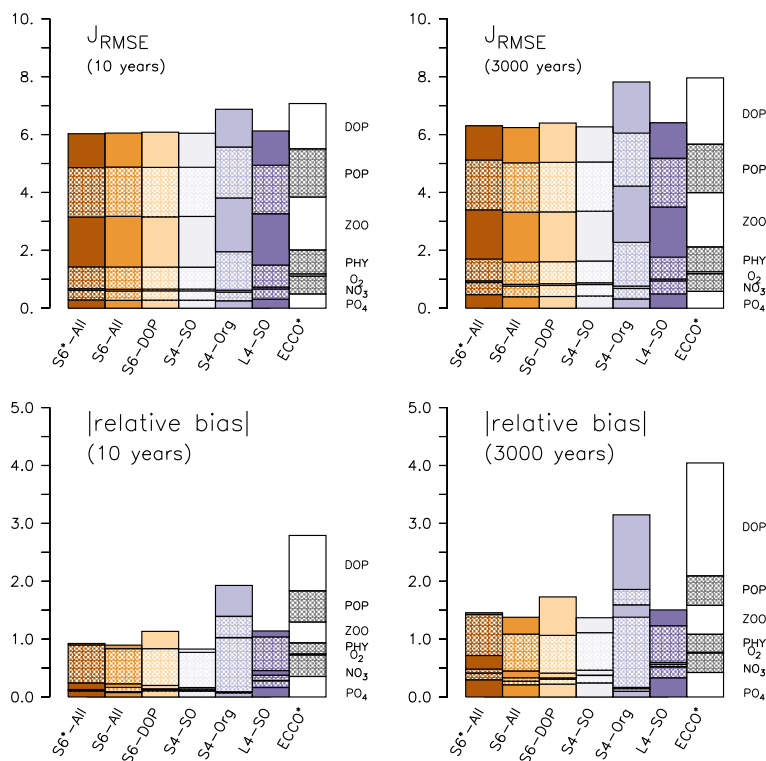 10.
8.
6.
4.
2.
0.
J_RMSE
(10 years)
DOP
POP
ZOO
PHY
O₂
NO₃
PO₄
S6*-All
S6-All
S6-DOP
S4-SO
S4-Org
L4-SO
ECCO*
10.
8.
6.
4.
2.
0.
J_RMSE
(3000 years)
DOP
POP
ZOO
PHY
O₂
NO₃
PO₄
S6*-All
S6-All
S6-DOP
S4-SO
S4-Org
L4-SO
ECCO*
5.0
4.0
3.0
2.0
1.0
0.0
|relative bias|
(10 years)
DOP
POP
ZOO
PHY
O₂
NO₃
PO₄
S6*-All
S6-All
S6-DOP
S4-SO
S4-Org
L4-SO
ECCO*
5.0
4.0
3.0
2.0
1.0
0.0
|relative bias|
(3000 years)
DOP
POP
ZOO
PHY
O₂
NO₃
PO₄
S6*-All
S6-All
S6-DOP
S4-SO
S4-Org
L4-SO
ECCO*